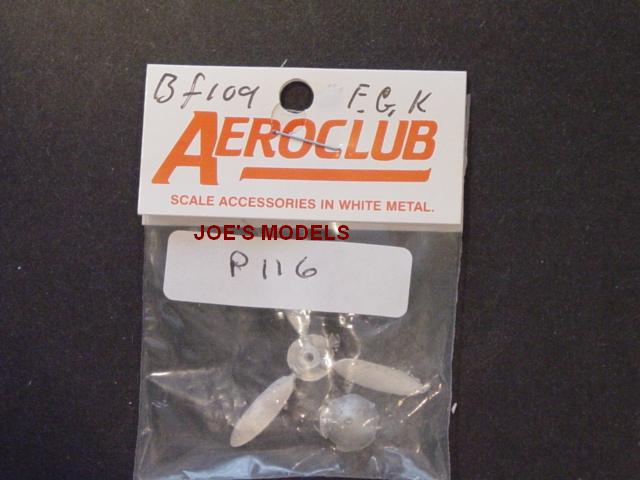 Bf109 F.G,K
AEROCLUB
SCALE ACCESSORIES IN WHITE METAL.
JOE'S MODELS
P116